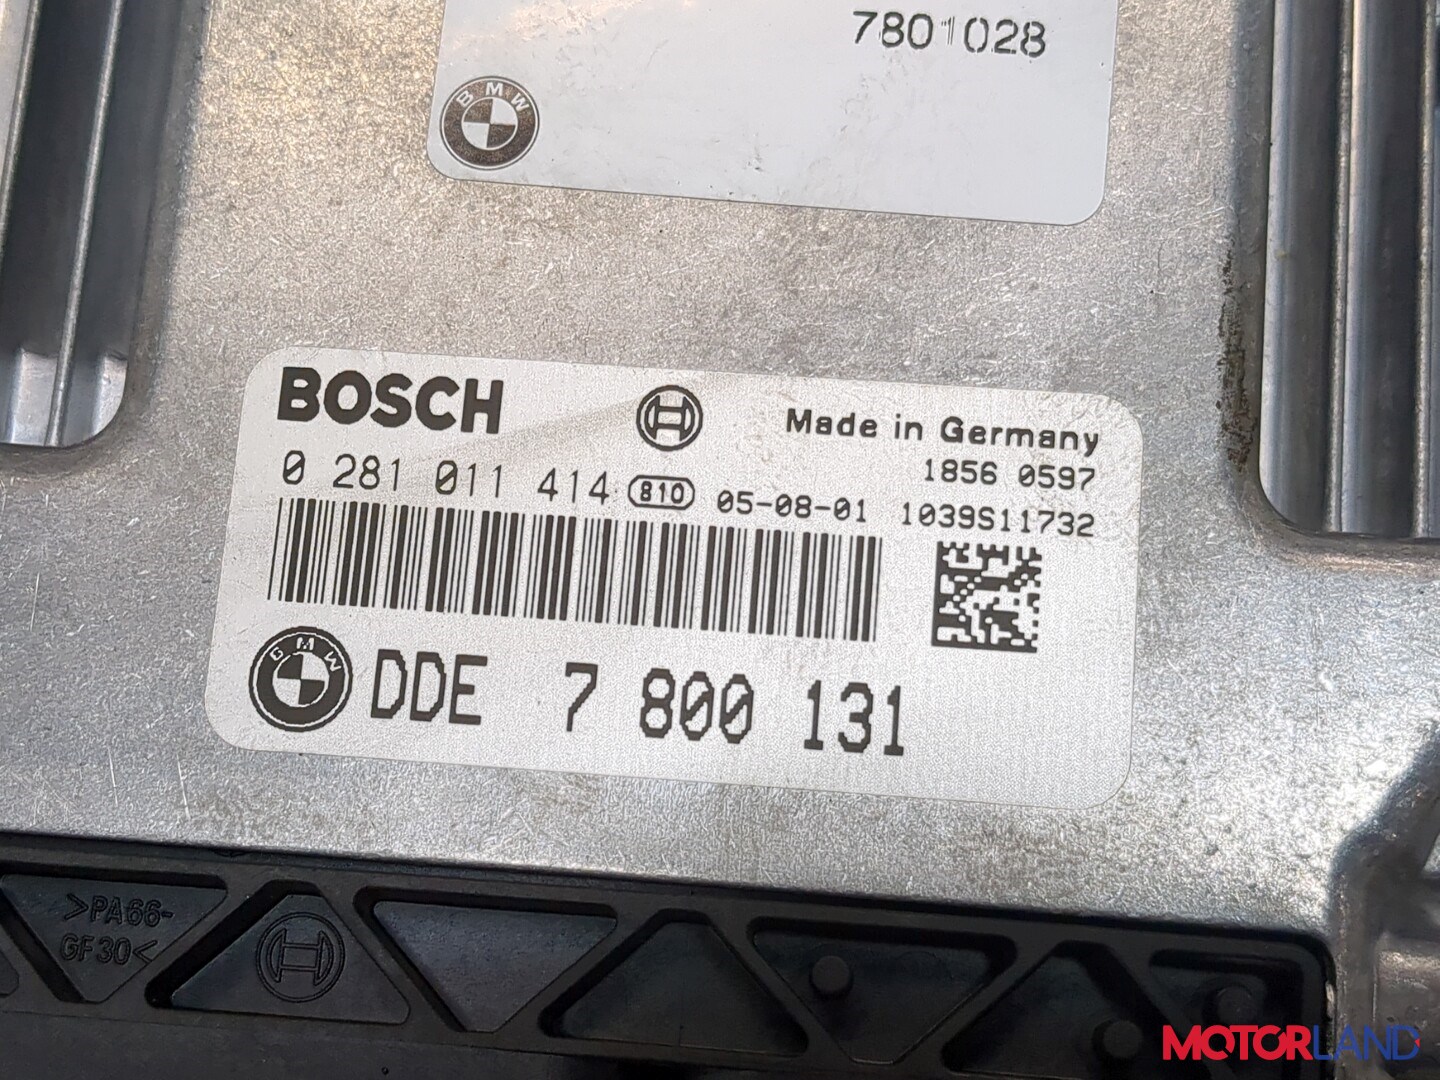 7801028
BMW
BOSCH
Made in Germany
1856 0597
0 281 011 414 810 05-08-01 1039S11732
GMW
DDE 7 800 131
>PA66-
GF30<
MOTORLAND